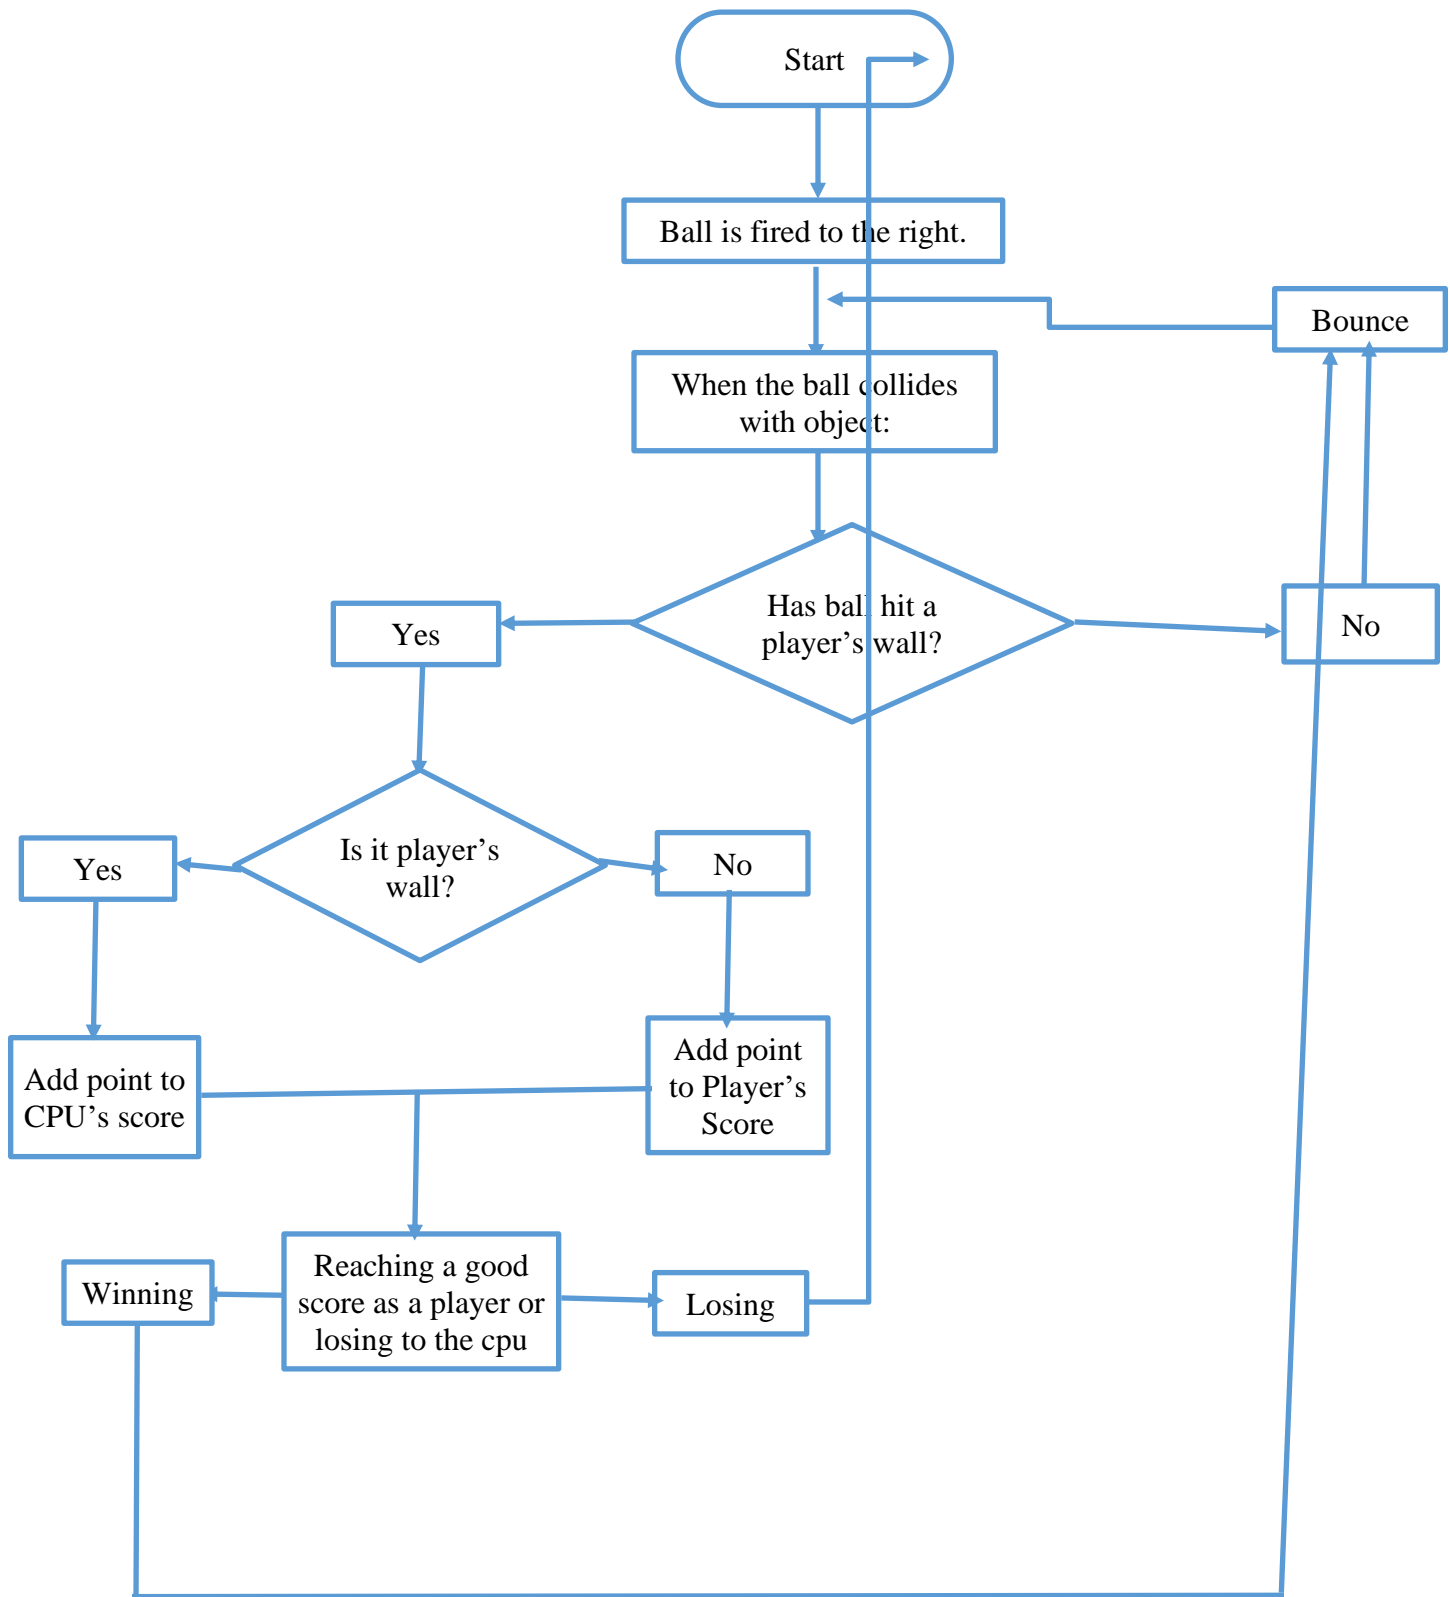 Start
Ball is fired to the right.
Bounce
When the ball collides
with object:
Has ball hit a
player’s wall?
Yes
No
Is it player’s
wall?
Yes
No
Add point to
CPU’s score
Add point
to Player’s
Score
Reaching a good
score as a player or
losing to the cpu
Winning
Losing